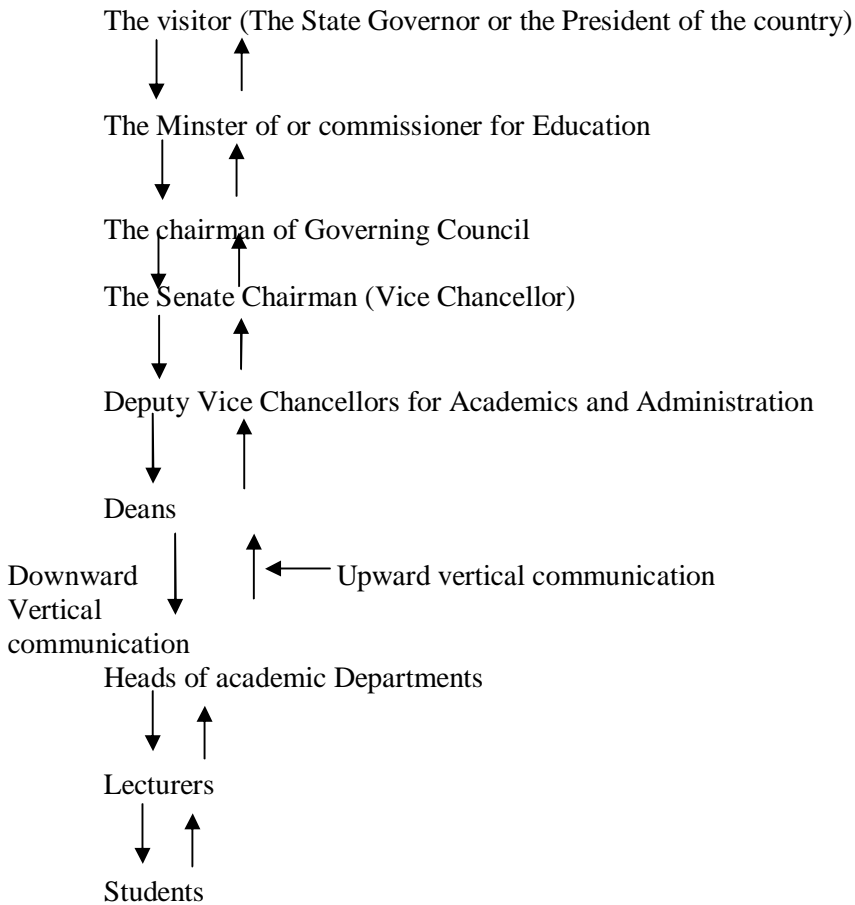 The visitor (The State Governor or the President of the country)
The Minster of or commissioner for Education
The chairman of Governing Council
The Senate Chairman (Vice Chancellor)
Deputy Vice Chancellors for Academics and Administration
Deans
Downward
Vertical
communication
Upward vertical communication
Heads of academic Departments
Lecturers
Students